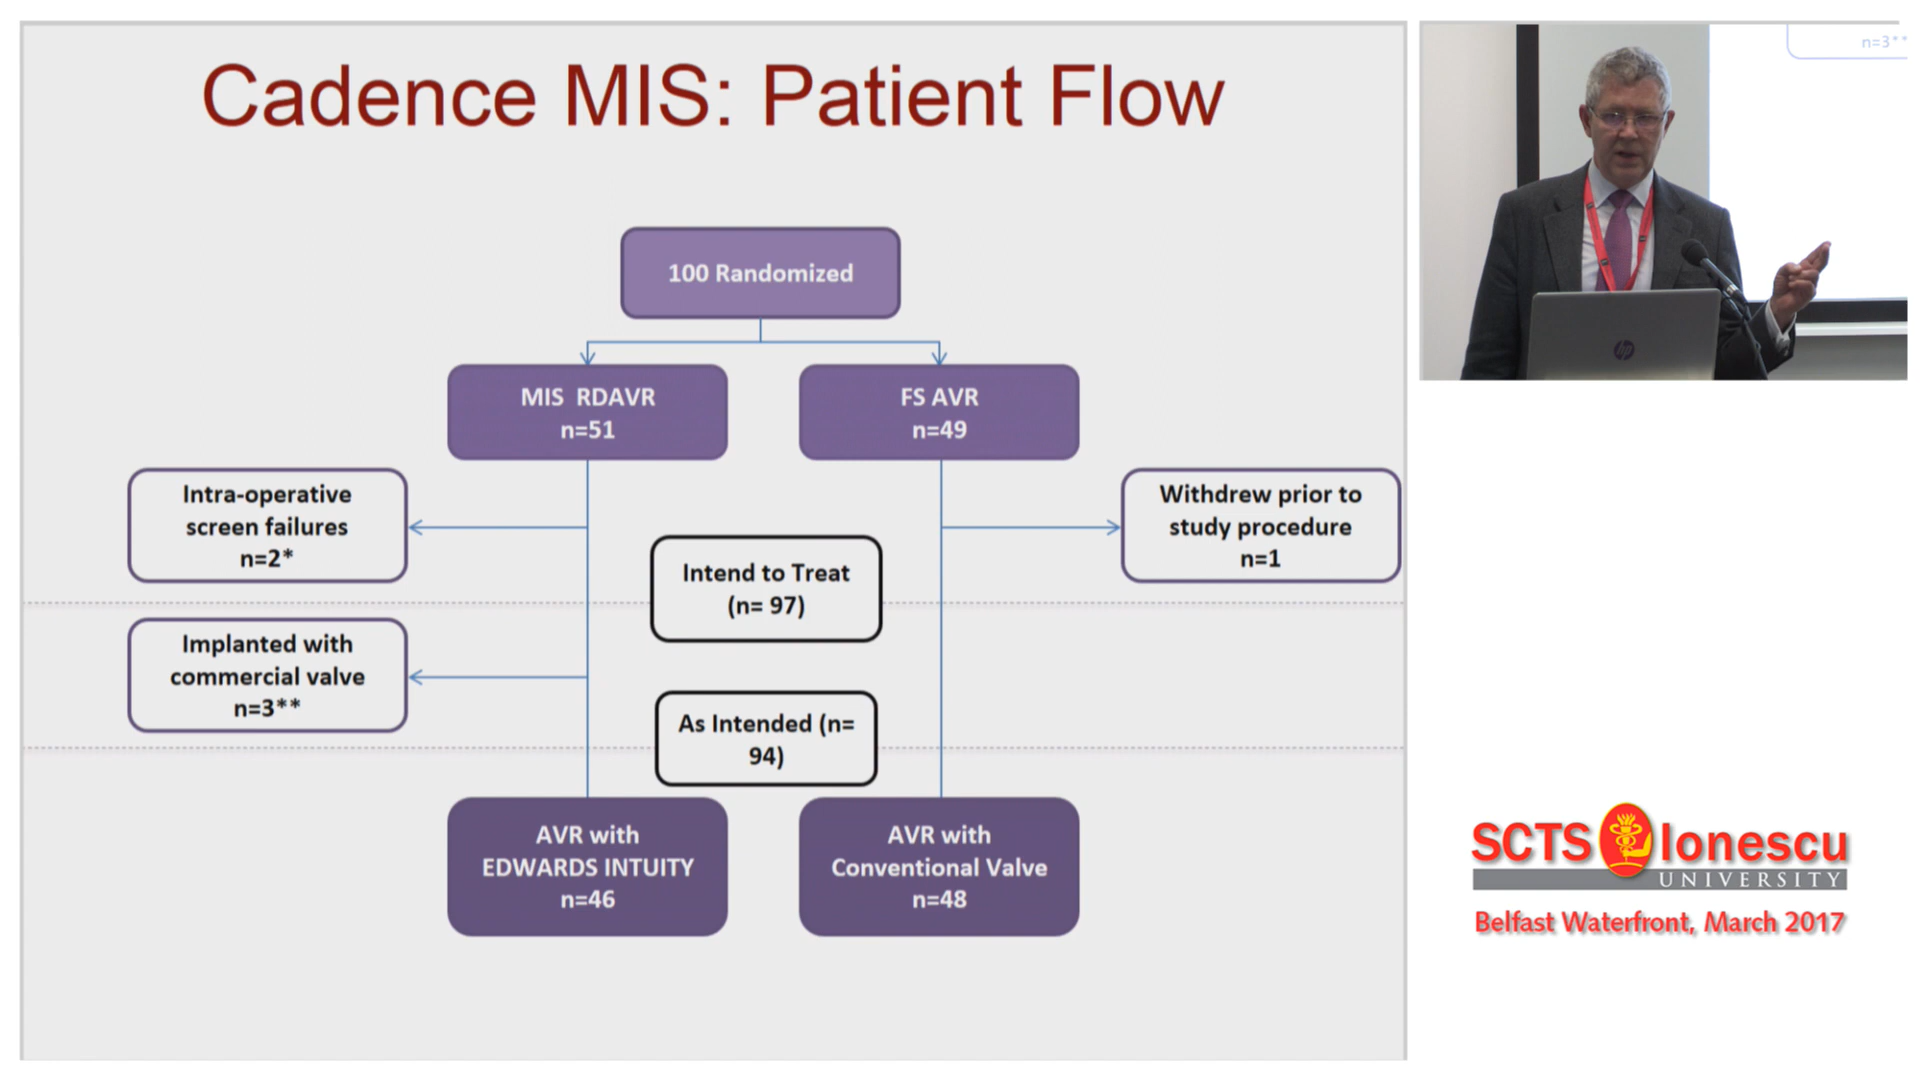 Cadence MIS: Patient Flow
100 Randomized
MIS RDAVR
n=51
FS AVR
n=49
Intra-operative
screen failures
n=2*
Withdrew prior to
study procedure
n=1
Intend to Treat
(n= 97)
Implanted with
commercial valve
n=3**
As Intended (n=
94)
AVR with
EDWARDS INTUITY
n=46
AVR with
Conventional Valve
n=48
n=3**
hp
SCTS Ionescu
UNIVERSITY
Belfast Waterfront, March 2017